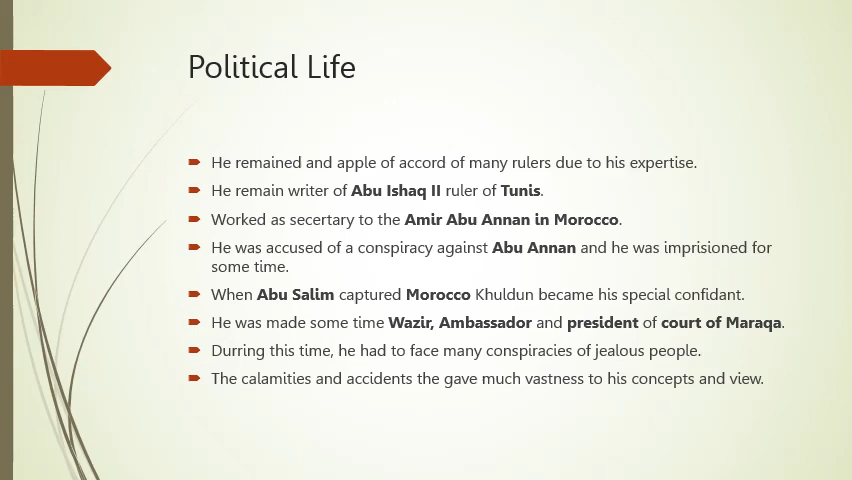 Political Life
He remained and apple of accord of many rulers due to his expertise.
He remain writer of Abu Ishaq II ruler of Tunis.
Worked as secertary to the Amir Abu Annan in Morocco.
He was accused of a conspiracy against Abu Annan and he was imprisioned for
some time.
When Abu Salim captured Morocco Khuldun became his special confidant.
He was made some time Wazir, Ambassador and president of court of Maraqa.
Durring this time, he had to face many conspiracies of jealous people.
The calamities and accidents the gave much vastness to his concepts and view.